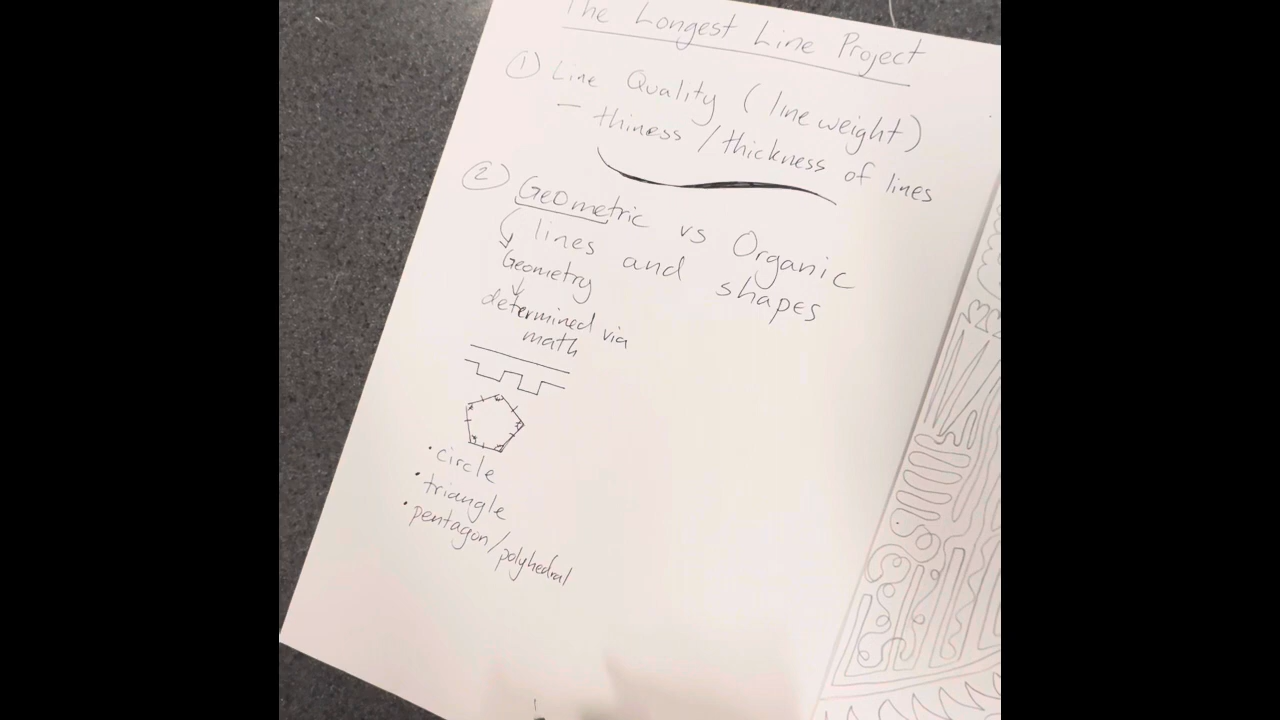 The Longest Line Project
① Line Quality (line weight)
- thiness / thickness of lines
② Geometric vs Organic
lines and shapes
Geometry
determined via
math
• circle
• triangle
• pentagon/polyhedral